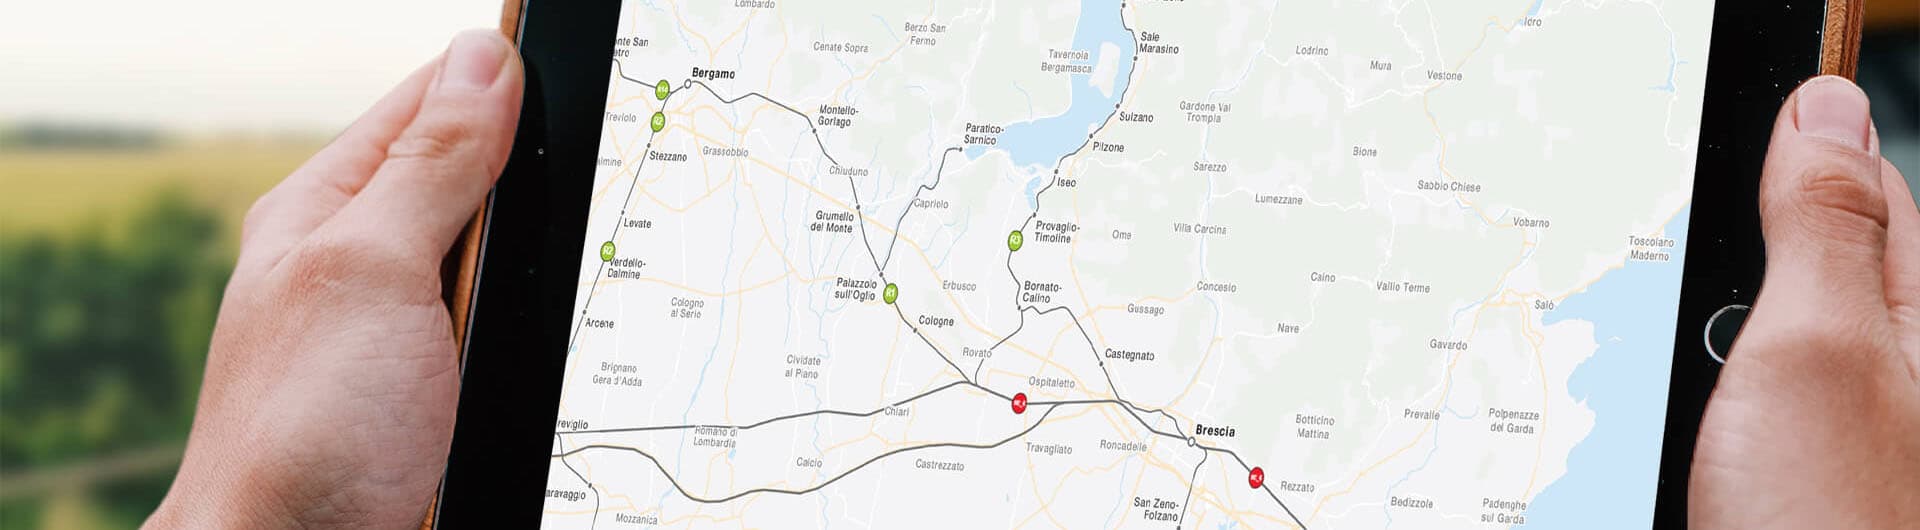 Lombardo
Berzo San
Fermo
Idro
Sale
Marasino
Cenate Sopra
Tavernola
Bergamasca
Lodrino
Mura
Vestone
nte San
etro
Bergamo
R14
R2
Treviolo
Montello-
Gorlago
Paratico-
Sarnico
Sulzano
Gardone Val
Trompia
Pilzone
Bione
Stezzano
Grassobbio
almine
Chiuduno
Iseo
Sarezzo
Sabbio Chiese
Lumezzane
Capriolo
Levate
Grumello
del Monte
Provaglio-
Timoline
R3
Ome
Villa Carcina
Vobarno
Toscolano
Maderno
R2
Verdello-
Dalmine
Palazzolo
sull'Oglio
R1
Erbusco
Bornato-
Calino
Concesio
Caino
Vallio Terme
Salò
Cologno
al Serio
Gussago
Arcene
Cologne
Nave
Gavardo
Rovato
Castegnato
Cividate
al Piano
Brignano
Gera d'Adda
Ospitaletto
Chiari
Botticino
Mattina
Prevalle
Polpenazze
del Garda
reviglio
Romano di
Lombardia
Brescia
Travagliato
Roncadelle
Calcio
Castrezzato
Rezzato
aravaggio
San Zeno-
Folzano
Bedizzole
Padenghe
sul Garda
Mozzanica